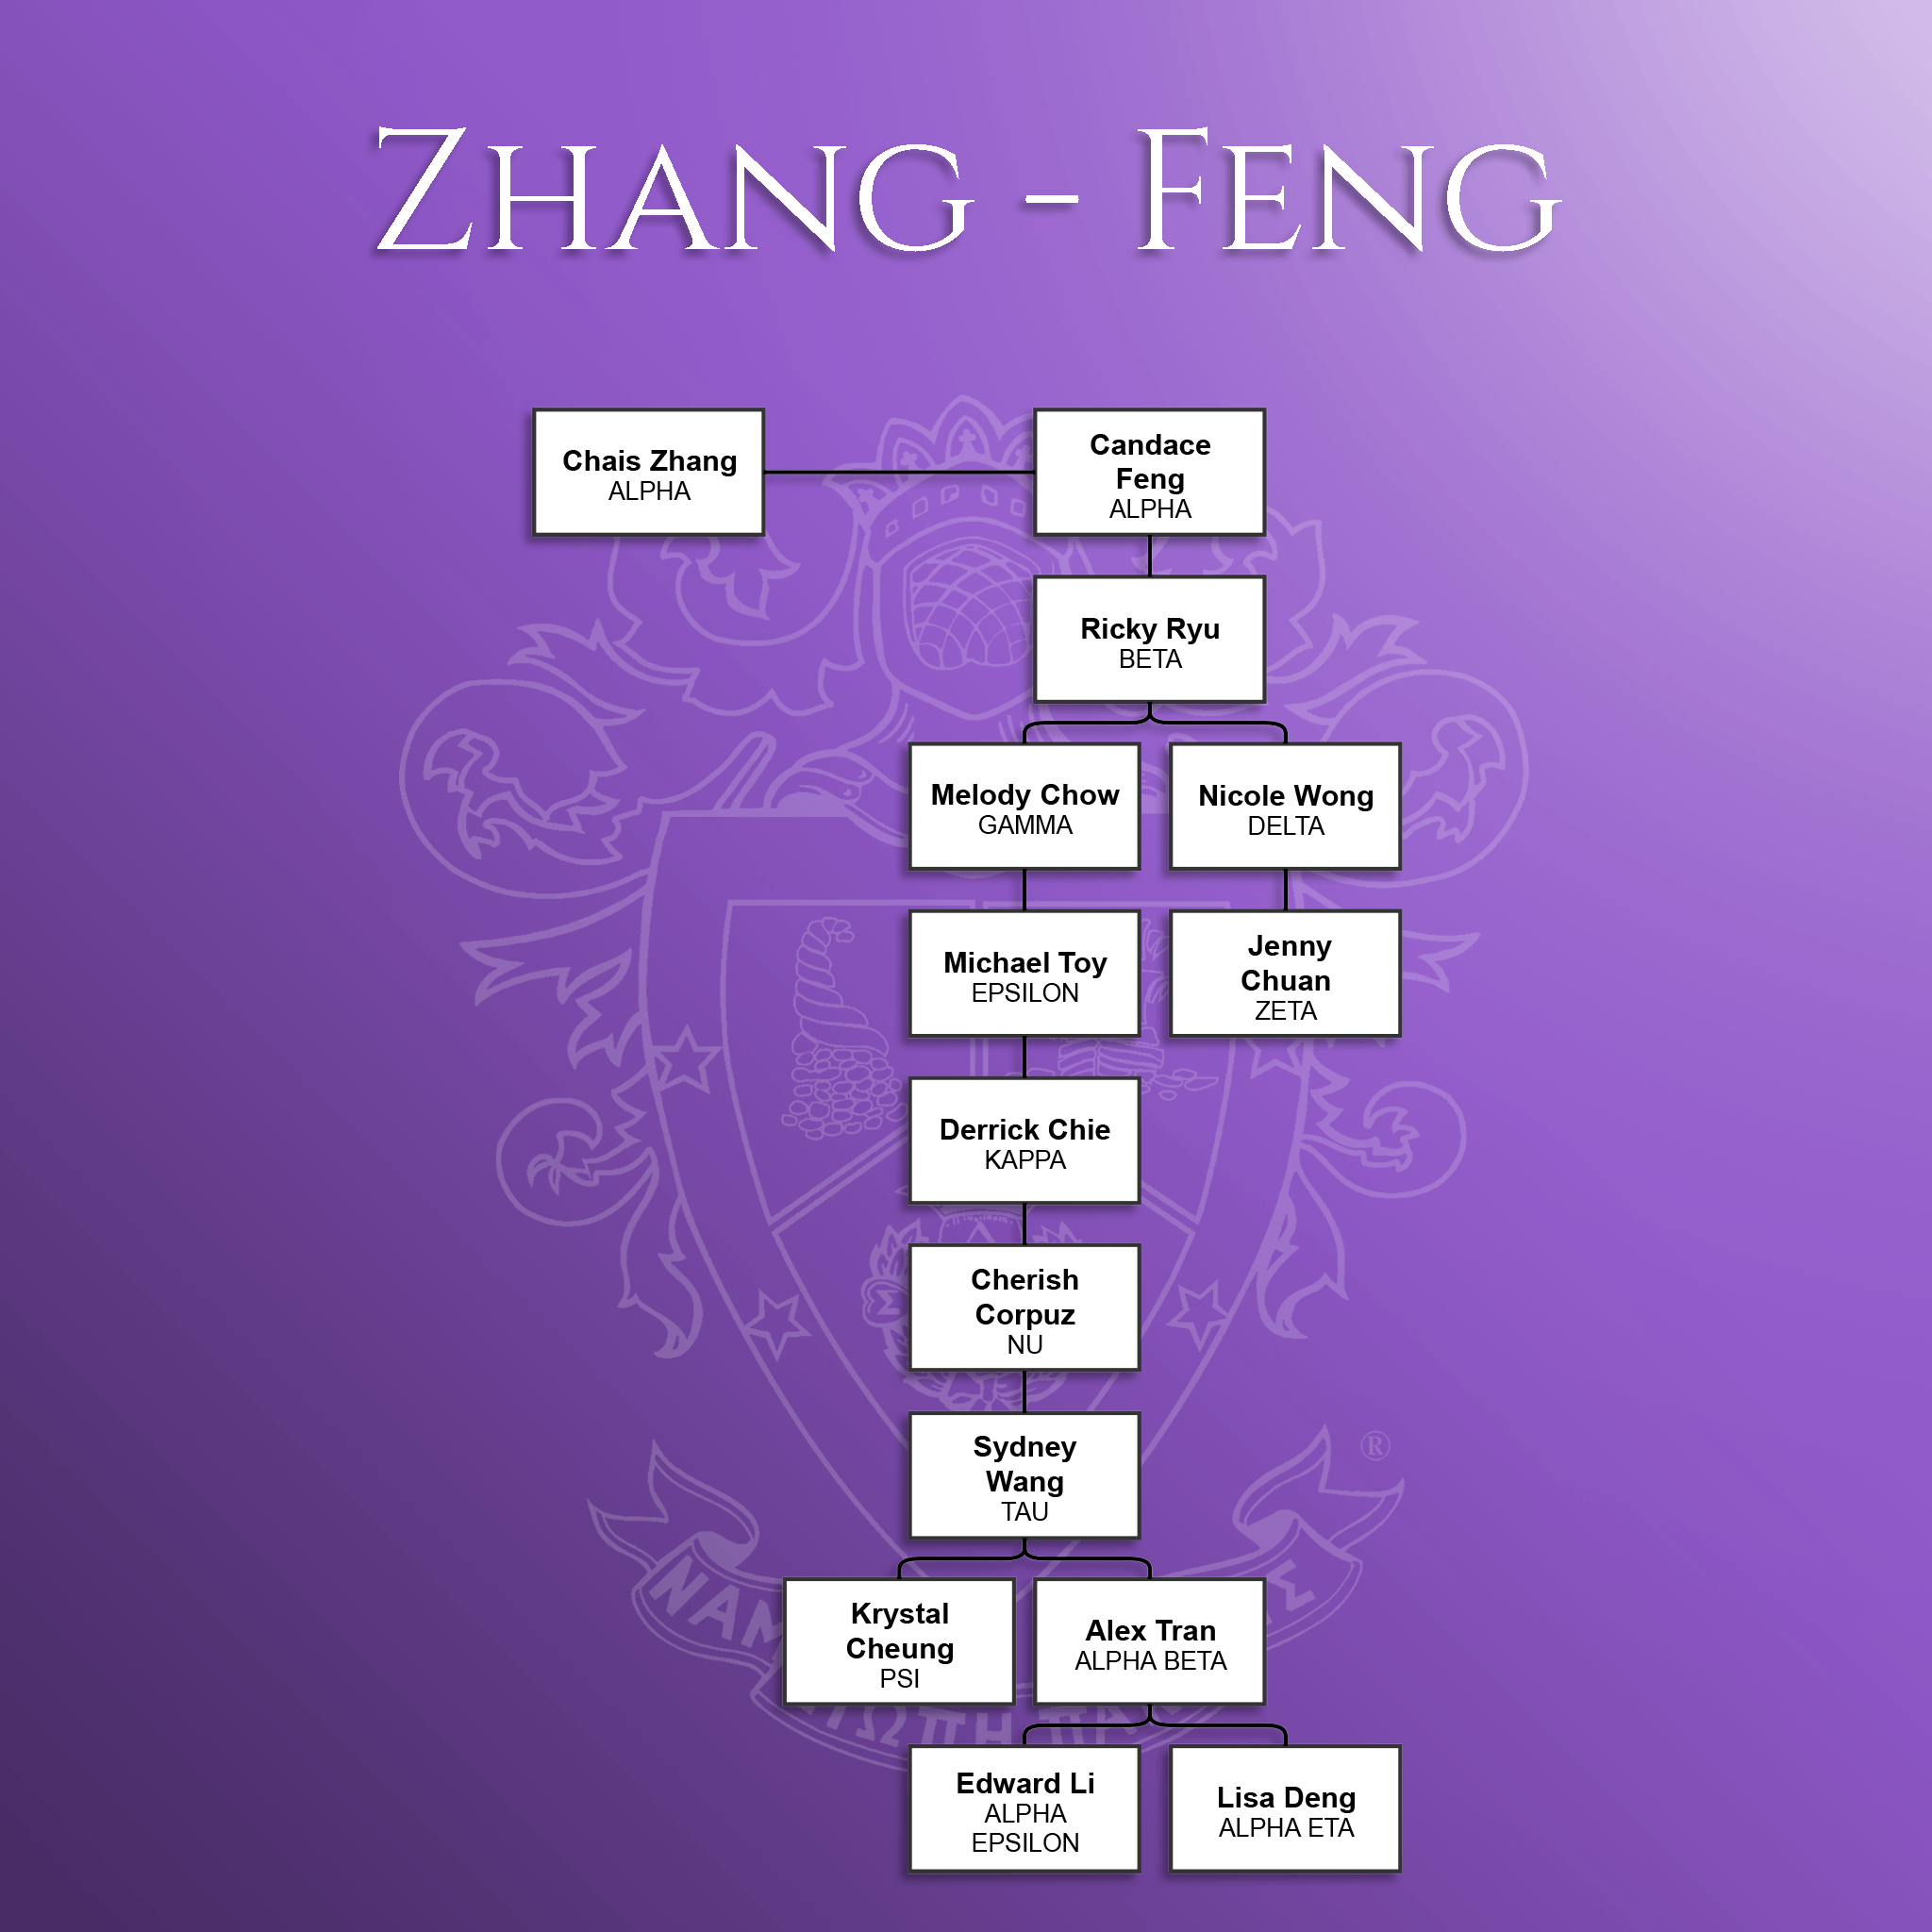 ZHANG - FENG
Chais Zhang
ALPHA
Candace
Feng
ALPHA
Ricky Ryu
BETA
Melody Chow
GAMMA
Nicole Wong
DELTA
Michael Toy
EPSILON
Jenny
Chuan
ZETA
Derrick Chie
KAPPA
Cherish
Corpuz
NU
Sydney
Wang
TAU
®
Krystal
Cheung
PSI
Alex Tran
ALPHA BETA
Edward Li
ALPHA
EPSILON
Lisa Deng
ALPHA ETA